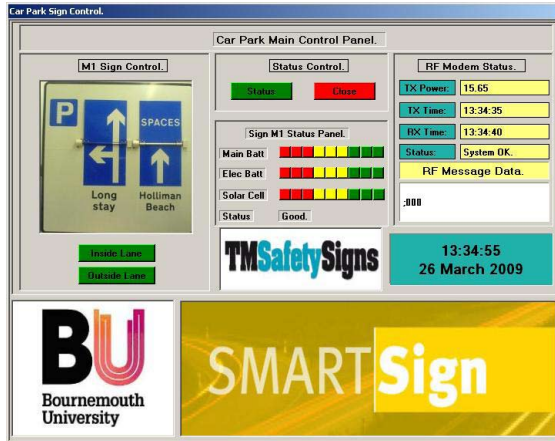 Car Park Sign Control.
Car Park Main Control Panel.
M1 Sign Control.
P
SPACES
Long stay
Holliman Beach
Inside Lane
Outside Lane
Status Control.
Status
Close
Sign M1 Status Panel.
Main Batt
Elec Batt
Solar Cell
Status Good.
TMSafetySigns
RF Modem Status.
TX Power: 15.65
TX Time: 13:34:35
RX Time: 13:34:40
Status: System OK.
RF Message Data.
;000
13:34:55
26 March 2009
BU
Bournemouth
University
SMARTSign